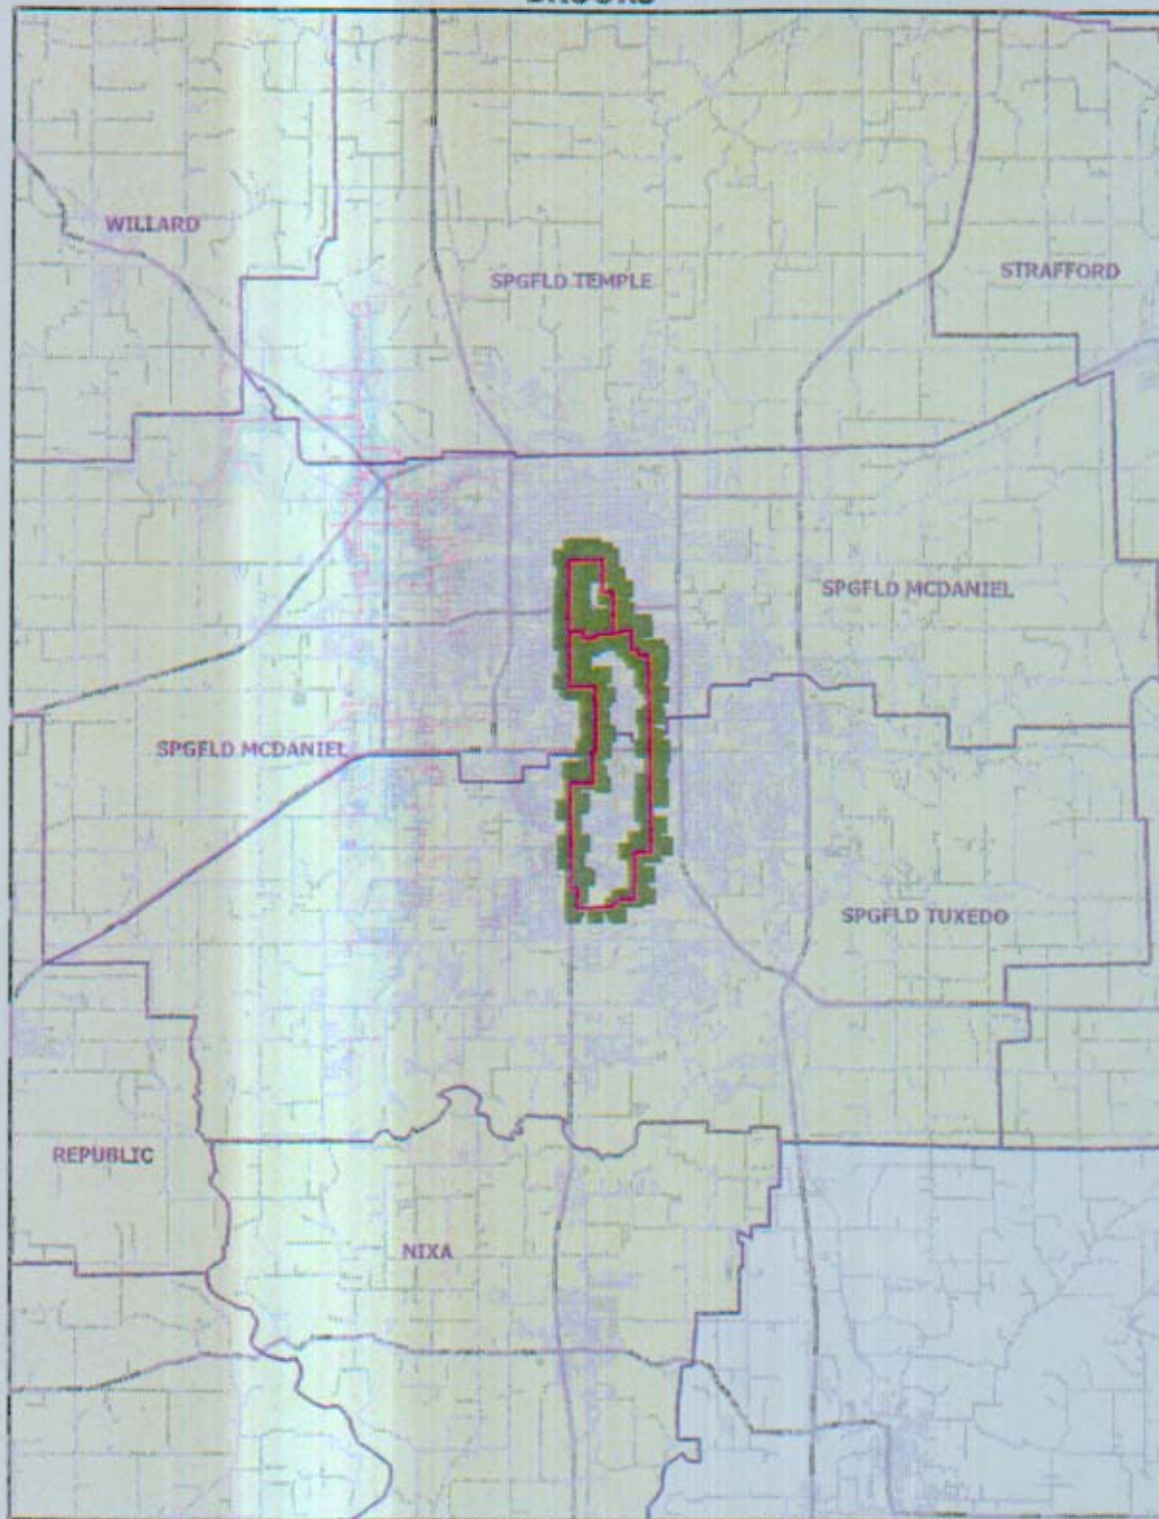 WILLARD
SPGFLD TEMPLE
STRAFFORD
SPGFLD MCDANIEL
SPGFLD MCDANIEL
SPGFLD TUXEDO
REPUBLIC
NIXA